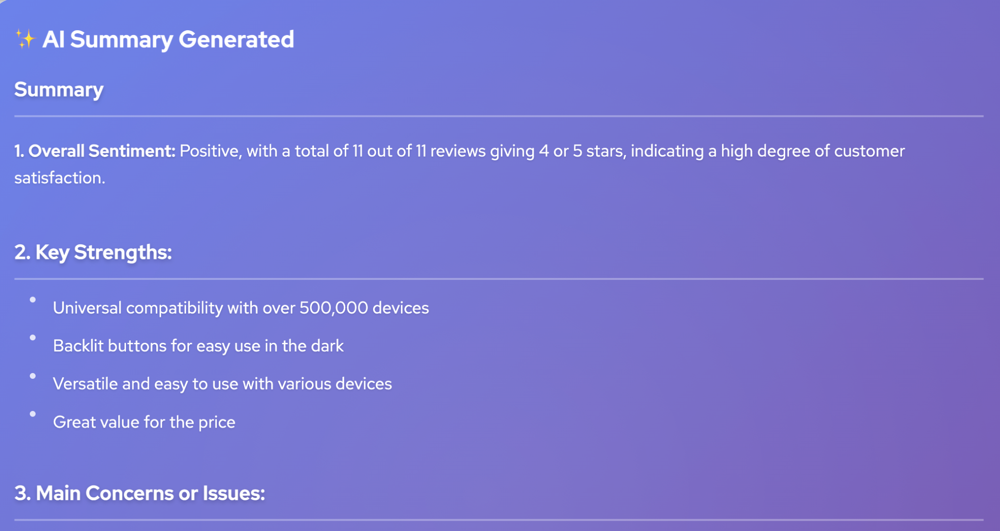 ✨ AI Summary Generated
Summary
1. Overall Sentiment: Positive, with a total of 11 out of 11 reviews giving 4 or 5 stars, indicating a high degree of customer
satisfaction.
2. Key Strengths:
• Universal compatibility with over 500,000 devices
• Backlit buttons for easy use in the dark
• Versatile and easy to use with various devices
• Great value for the price
3. Main Concerns or Issues: